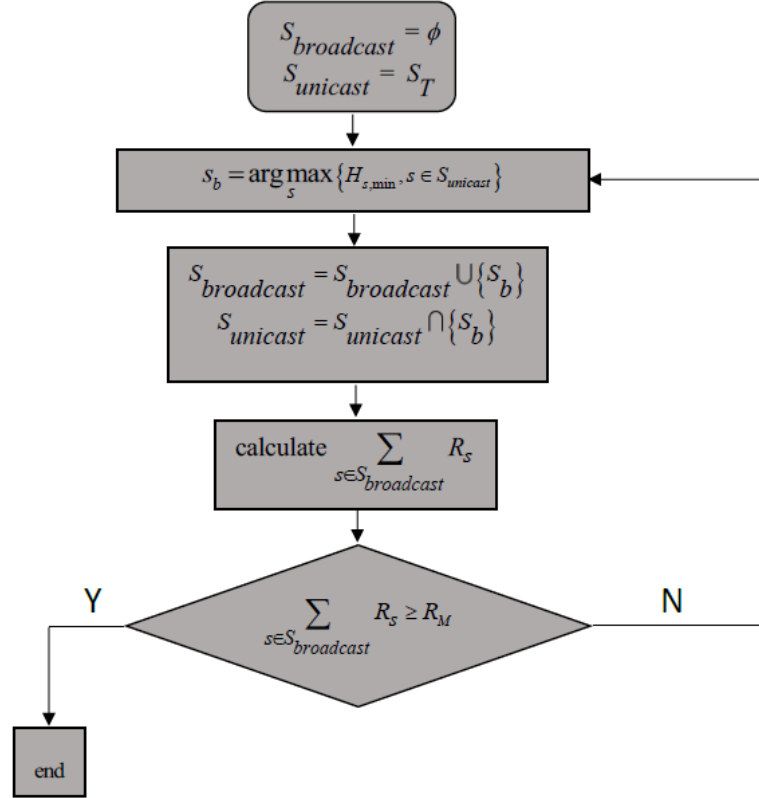 S_broadcast = ϕ
S_unicast = S_T
s_b = arg max_s {H_{s,min}, s ∈ S_unicast}
S_broadcast = S_broadcast ∪{S_b}
S_unicast = S_unicast ∩{S_b}
calculate ∑_{s∈S_broadcast} R_s
Y
N
∑_{s∈S_broadcast} R_s ≥ R_M
end